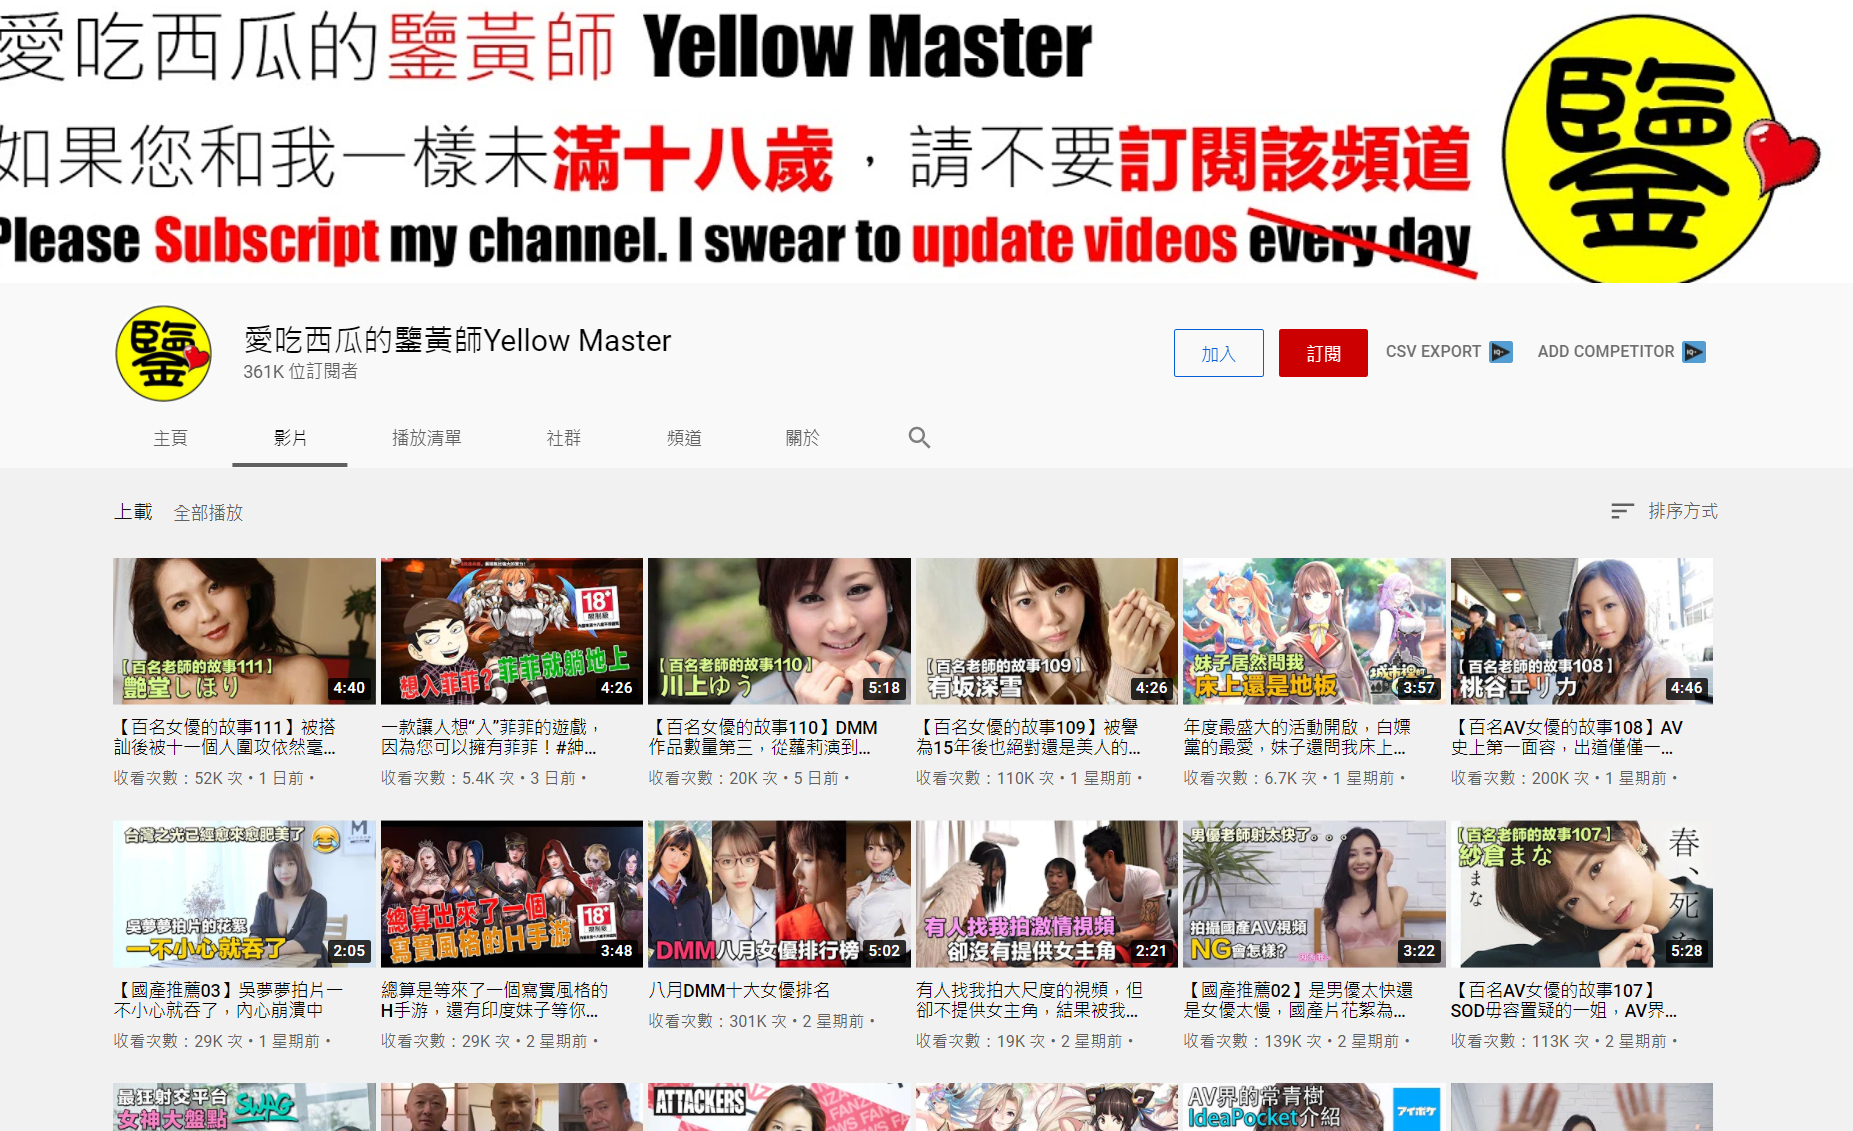 愛吃西瓜的鑒黃師 Yellow Master
如果您和我一樣未滿十八歲，請不要訂閱該頻道
Please Subscript my channel. I swear to update videos every day
鑒
鑒
愛吃西瓜的鑒黃師Yellow Master
361K 位訂閱者
加入
訂閱
CSV EXPORT
ADD COMPETITOR
主頁
影片
播放清單
社群
頻道
關於
上載
全部播放
排序方式
【百名老師的故事111】
艶堂しほり
4:40
【百名女優的故事111】被搭
訕後被十一個人圍攻依然毫...
收看次數：52K 次・1 日前・
18+
限制級
想入菲菲？菲菲就躺地上
4:26
一款讓人想“入”菲菲的遊戲，
因為您可以擁有菲菲！#紳...
收看次數：5.4K 次・3 日前・
【百名老師的故事110】
川上ゆう
5:18
【百名女優的故事110】DMM
作品數量第三，從蘿莉演到...
收看次數：20K 次・5 日前・
【百名老師的故事109】
有坂深雪
4:26
【百名女優的故事109】被譽
為15年後也絕對還是美人的...
收看次數：110K 次・1 星期前・
妹子居然問我
床上還是地板
3:57
年度最盛大的活動開啟，白嫖
黨的最愛，妹子還問我床上...
收看次數：6.7K 次・1 星期前・
【百名老師的故事108】
桃谷エリカ
4:46
【百名AV女優的故事108】AV
史上第一面容，出道僅僅一...
收看次數：200K 次・1 星期前・
台灣之光已經愈來愈肥美了
M
吳夢夢拍片的花絮
一不小心就吞了
2:05
【國產推薦03】吳夢夢拍片一
不小心就吞了，內心崩潰中
收看次數：29K 次・1 星期前・
總算出來了一個
寫實風格的H手游
18+
限制級
3:48
總算是等來了一個寫實風格的
H手游，還有印度妹子等你...
收看次數：29K 次・2 星期前・
DMM八月女優排行榜
5:02
八月DMM十大女優排名
收看次數：301K 次・2 星期前・
有人找我拍激情視頻
卻沒有提供女主角
2:21
有人找我拍大尺度的視頻，但
卻不提供女主角，結果被我...
收看次數：19K 次・2 星期前・
男優老師射太快了。。。
拍攝國產AV視頻
NG會怎樣？
3:22
【國產推薦02】是男優太快還
是女優太慢，國產片花絮為...
收看次數：139K 次・2 星期前・
【百名老師的故事107】
紗倉まな
まな
春、死
5:28
【百名AV女優的故事107】
SOD毋容置疑的一姐，AV界...
收看次數：113K 次・2 星期前・
最狂射交平台
女神大盤點
SWAG
ATTACKERS
AV界的常青樹
IdeaPocket介紹
アイポケ